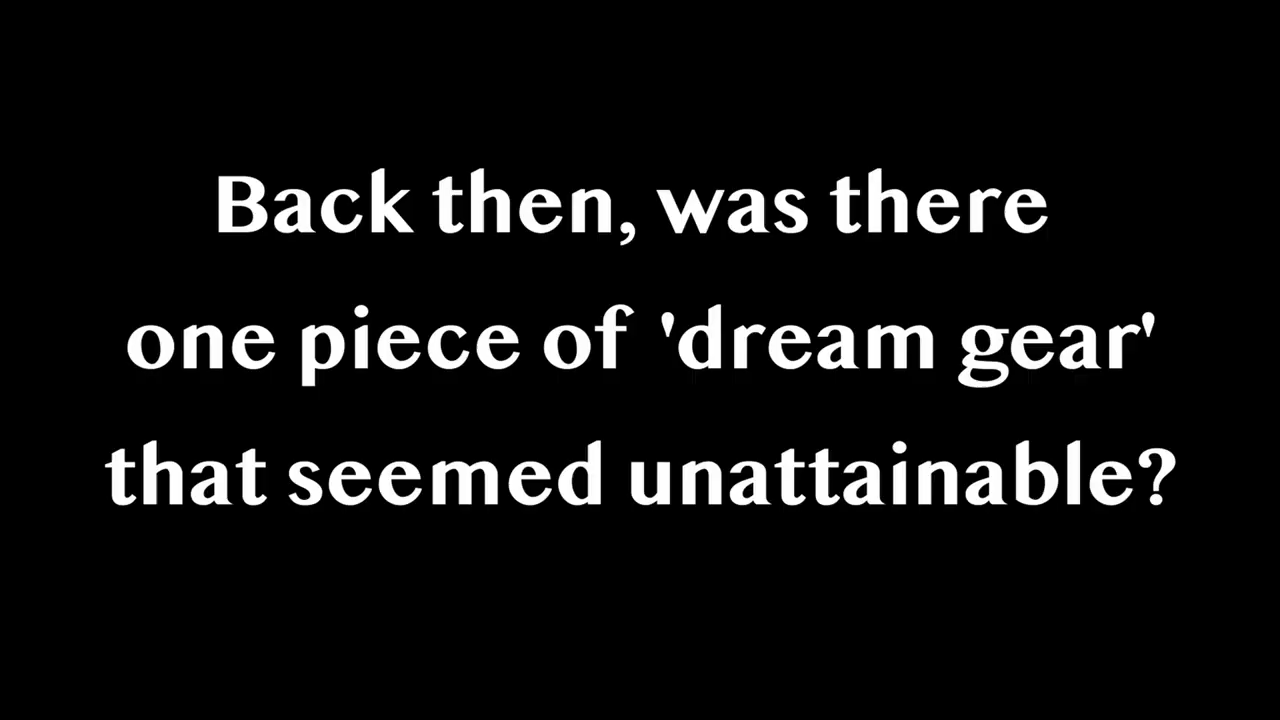 Back then, was there
one piece of 'dream gear'
that seemed unattainable?